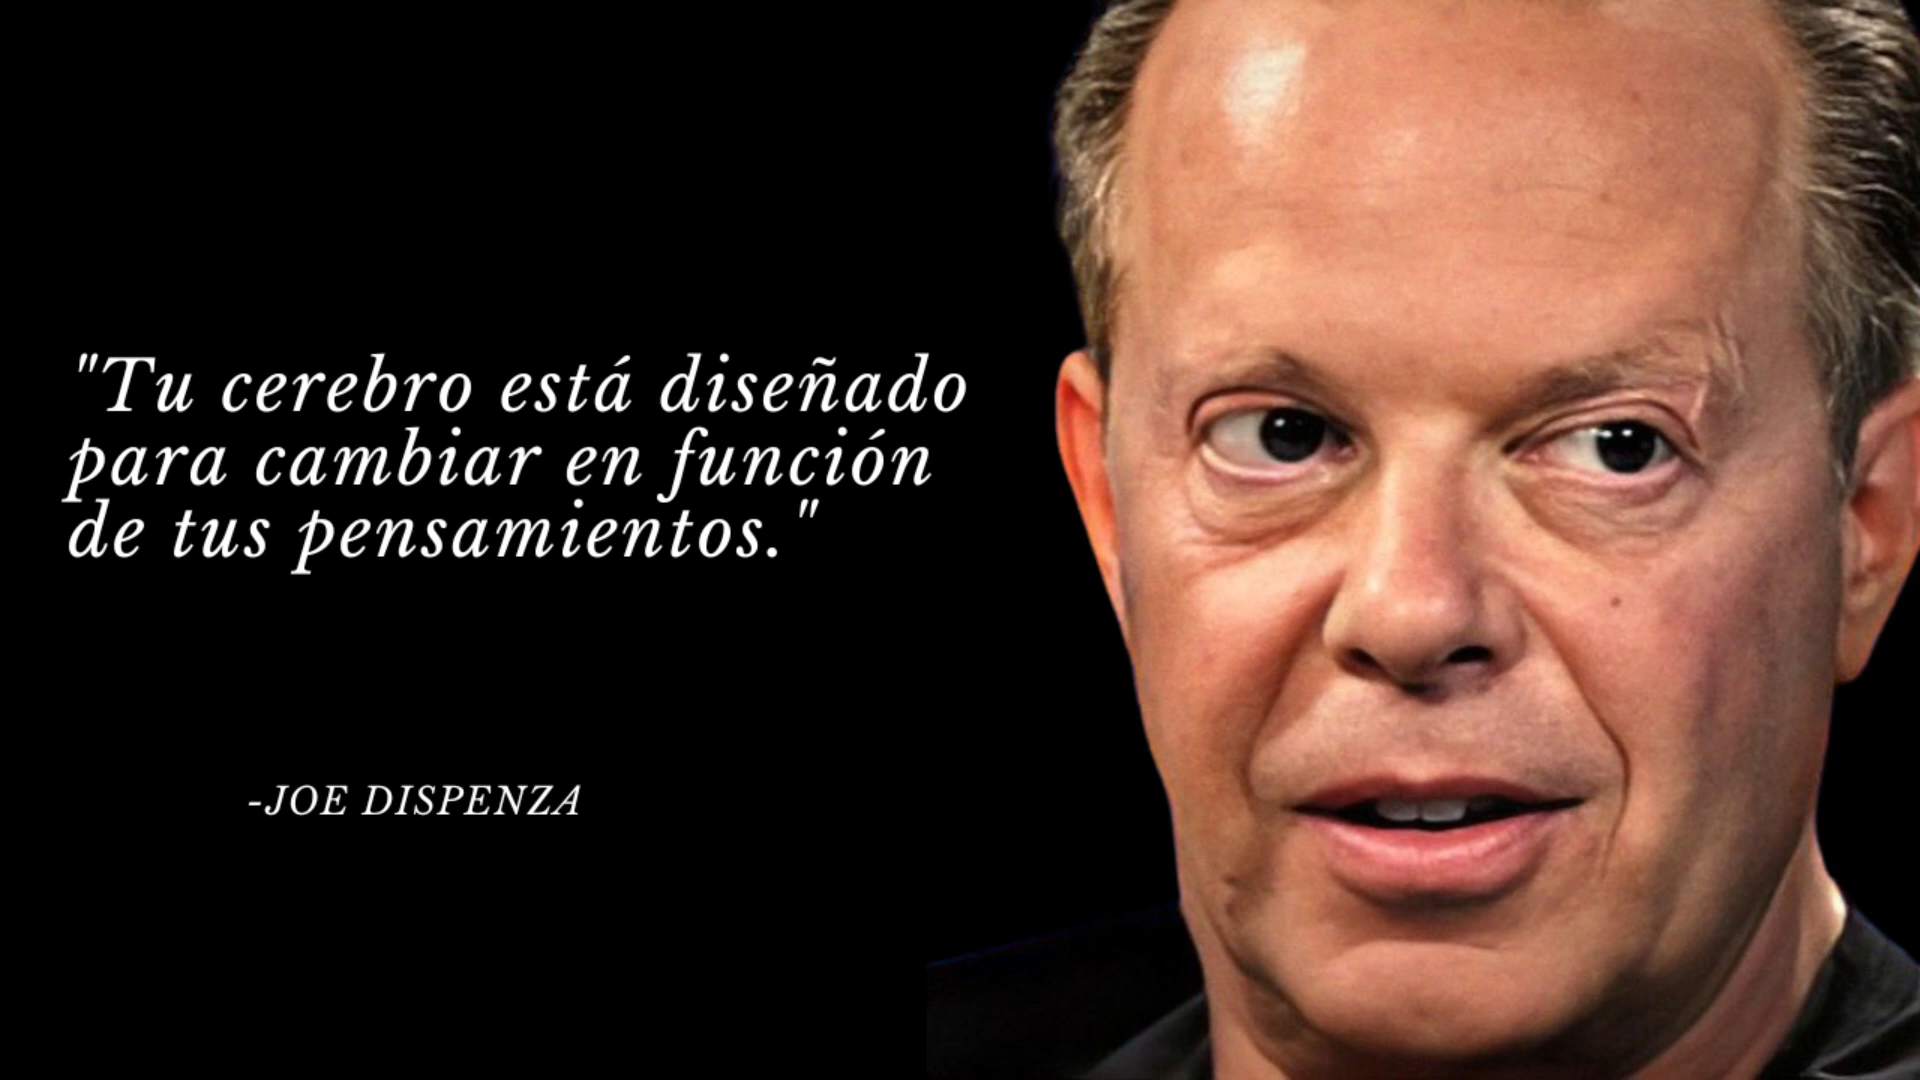 "Tu cerebro está diseñado
para cambiar en función
de tus pensamientos."
-JOE DISPENZA